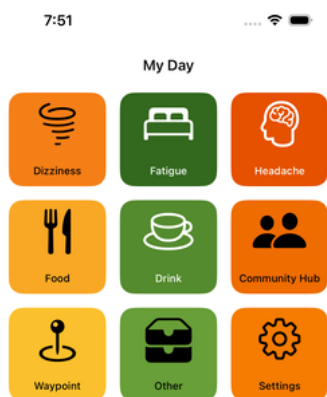 7:51
My Day
Dizziness
Fatigue
Headache
Food
Drink
Community Hub
Waypoint
Other
Settings